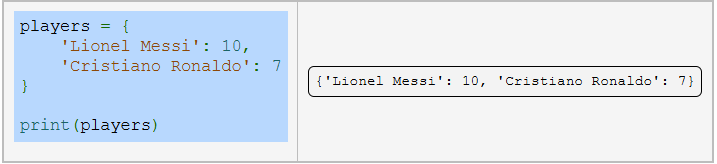 players = {
    'Lionel Messi': 10,
    'Cristiano Ronaldo': 7
}
print(players)
{'Lionel Messi': 10, 'Cristiano Ronaldo': 7}